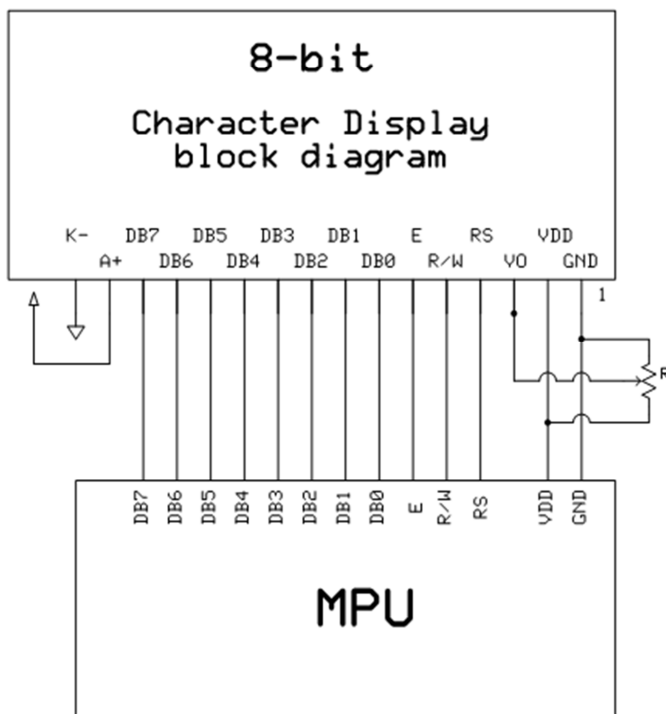 8-bit
Character Display
block diagram
K- DB7 DB5 DB3 DB1 E RS VDD
A+ DB6 DB4 DB2 DB0 R/W VO GND
1
R
DB7 DB6 DB5 DB4 DB3 DB2 DB1 DB0 E R/W RS VDD GND
MPU